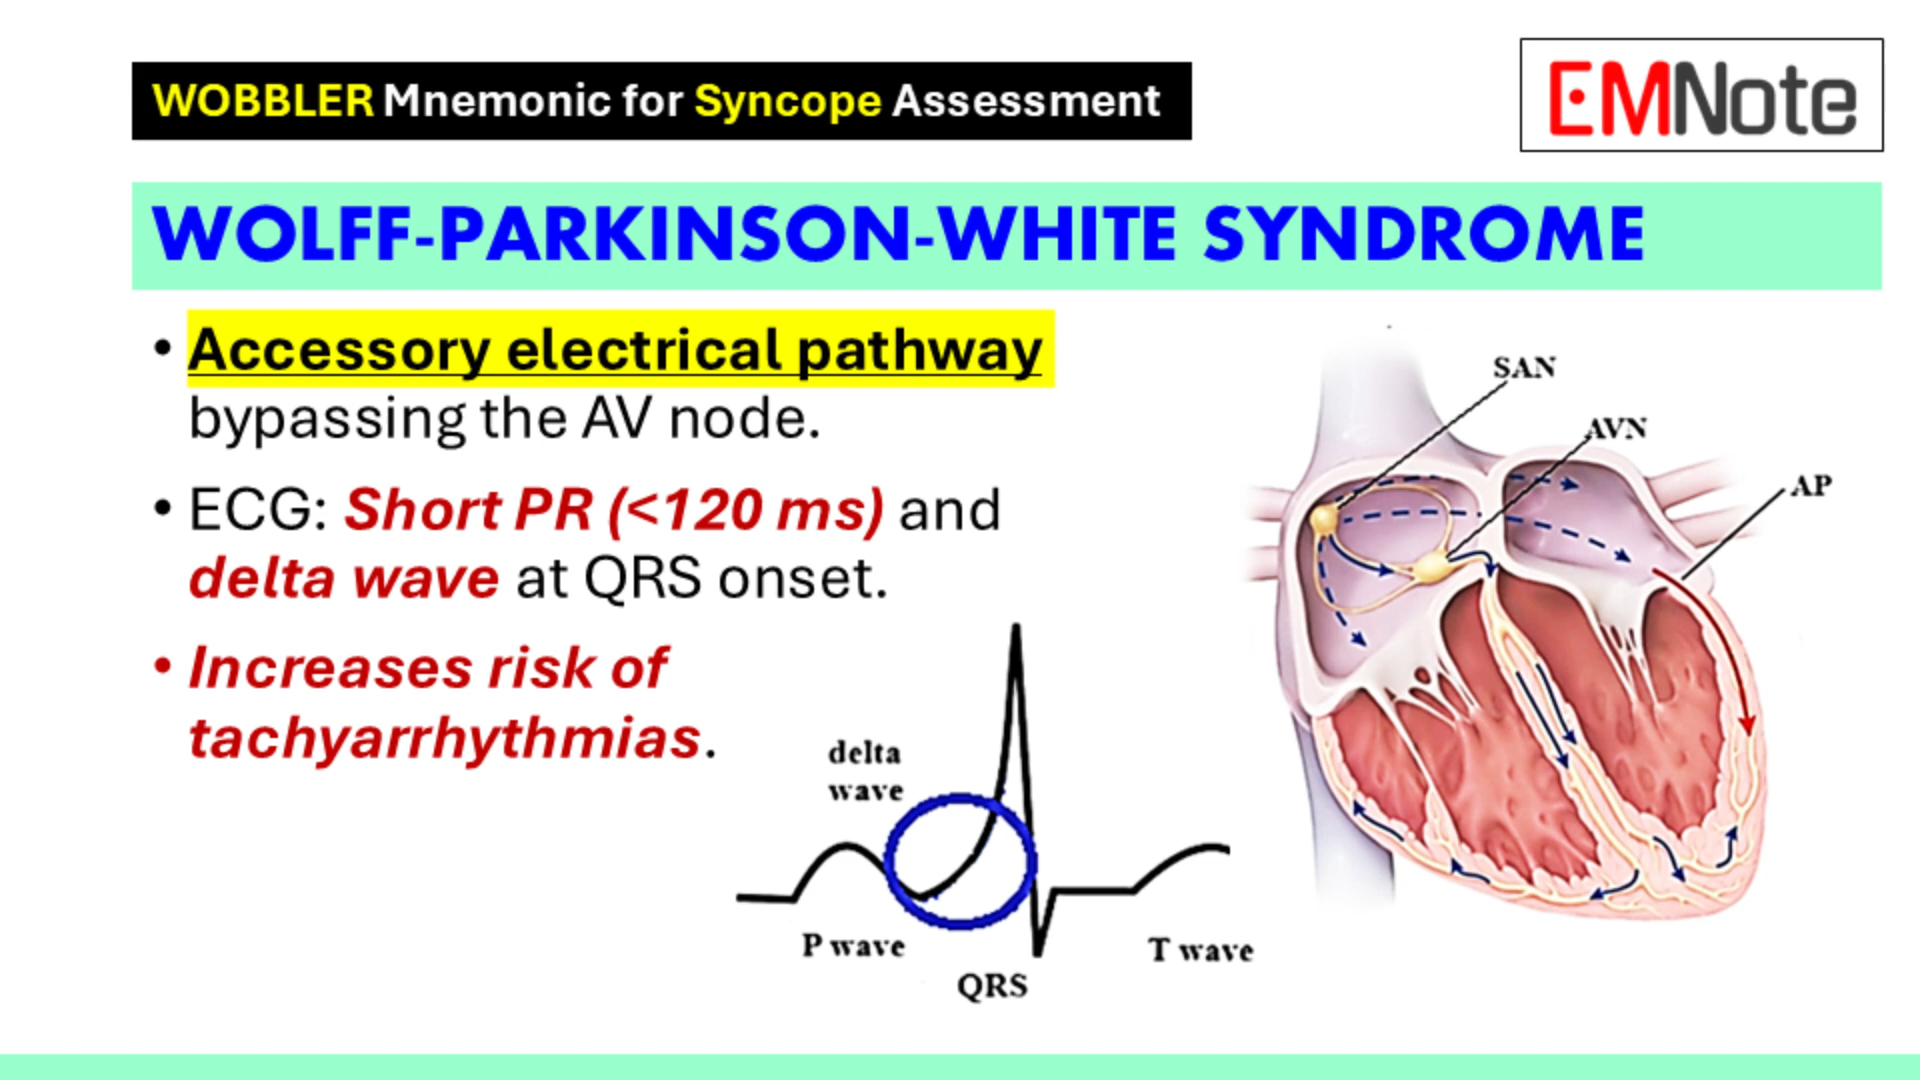 WOBBLER Mnemonic for Syncope Assessment
EMNote
WOLFF-PARKINSON-WHITE SYNDROME
• Accessory electrical pathway
bypassing the AV node.
• ECG: Short PR (<120 ms) and
delta wave at QRS onset.
• Increases risk of
tachyarrhythmias.
delta
wave
P wave
QRS
T wave
SAN
AVN
AP